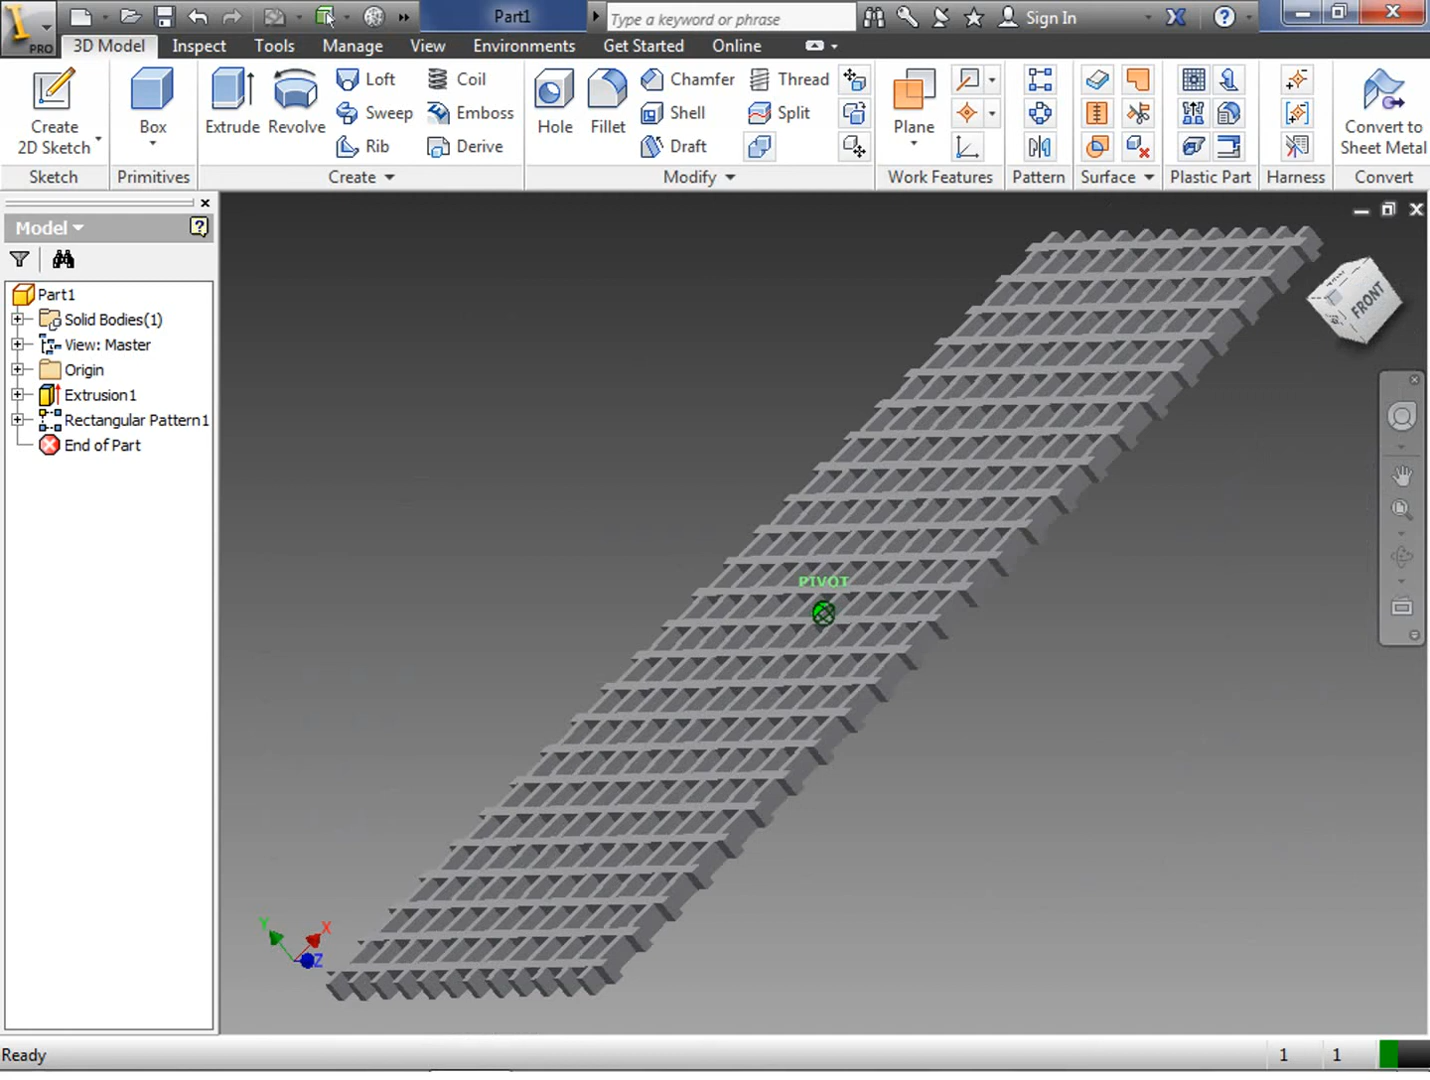 PRO
Part1
Type a keyword or phrase
Sign In
3D Model
Inspect
Tools
Manage
View
Environments
Get Started
Online
Create
2D Sketch
Box
Extrude
Revolve
Loft
Sweep
Rib
Coil
Emboss
Derive
Hole
Fillet
Chamfer
Shell
Draft
Thread
Split
Plane
Convert to
Sheet Metal
Sketch
Primitives
Create
Modify
Work Features
Pattern
Surface
Plastic Part
Harness
Convert
Model
Part1
Solid Bodies(1)
View: Master
Origin
Extrusion1
Rectangular Pattern1
End of Part
FRONT
PIVOT
Y
X
Z
Ready
1
1